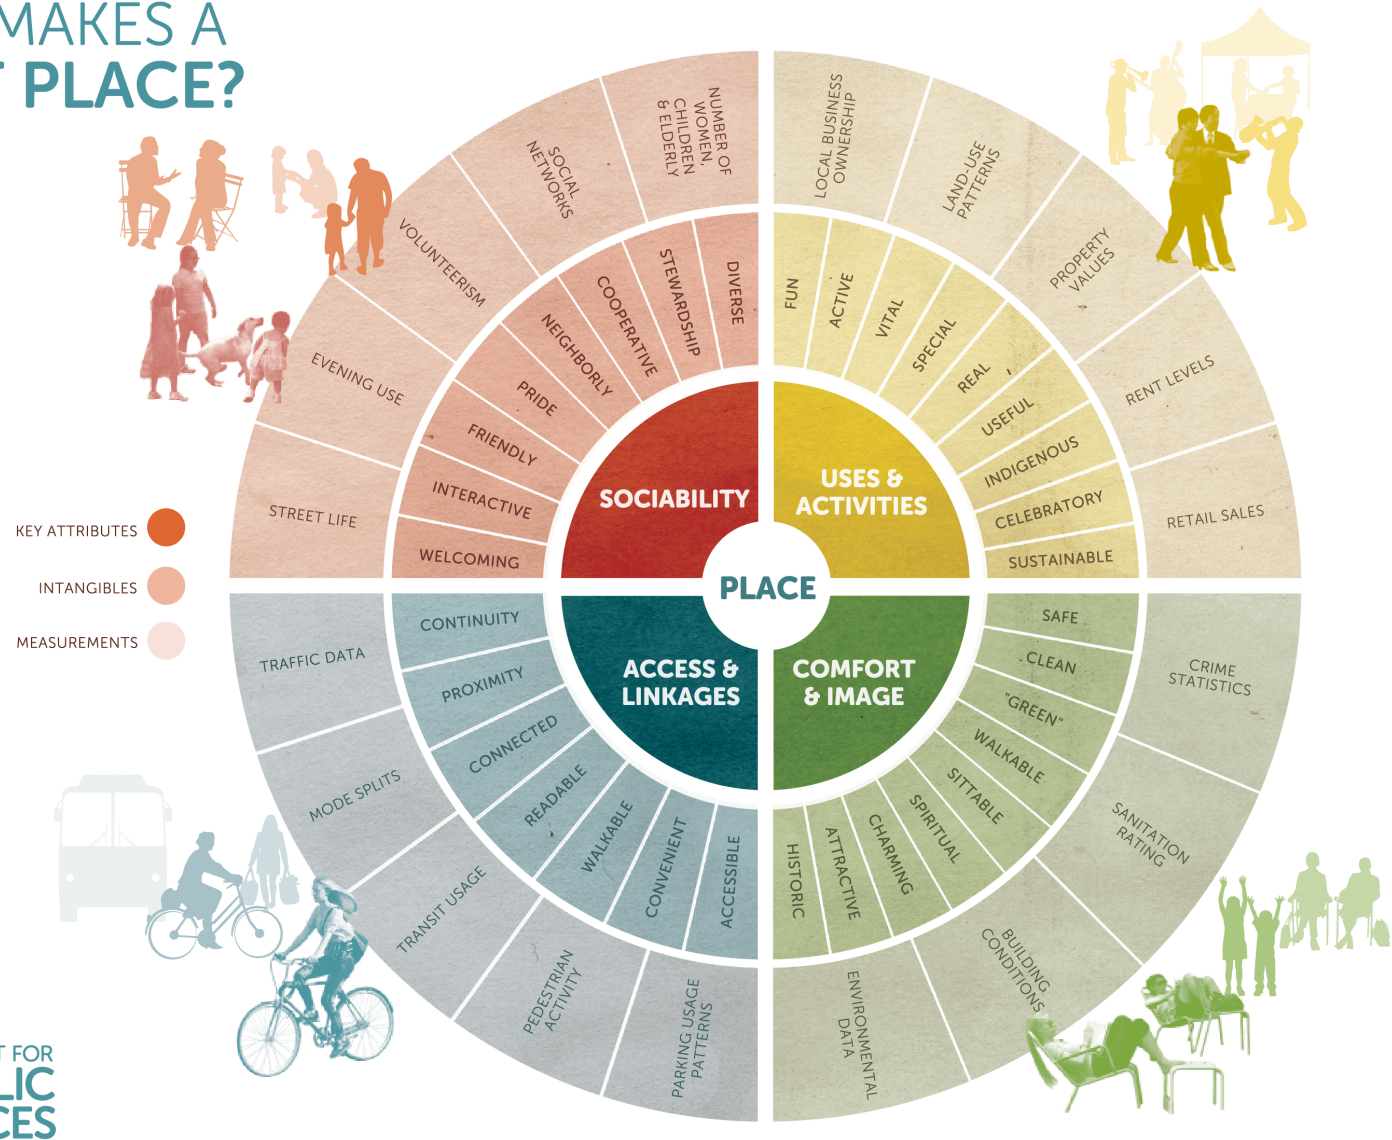 MAKES A
T PLACE?
KEY ATTRIBUTES
INTANGIBLES
MEASUREMENTS
PLACE
SOCIABILITY
USES &
ACTIVITIES
ACCESS &
LINKAGES
COMFORT
& IMAGE
WELCOMING
INTERACTIVE
FRIENDLY
PRIDE
NEIGHBORLY
COOPERATIVE
STEWARDSHIP
DIVERSE
STREET LIFE
EVENING USE
VOLUNTEERISM
SOCIAL
NETWORKS
NUMBER OF
WOMEN,
CHILDREN
& ELDERLY
FUN
ACTIVE
VITAL
SPECIAL
REAL
USEFUL
INDIGENOUS
CELEBRATORY
SUSTAINABLE
LOCAL BUSINESS
OWNERSHIP
LAND-USE
PATTERNS
PROPERTY
VALUES
RENT LEVELS
RETAIL SALES
SAFE
CLEAN
"GREEN"
WALKABLE
SITTABLE
SPIRITUAL
CHARMING
ATTRACTIVE
HISTORIC
CRIME
STATISTICS
SANITATION
RATING
BUILDING
CONDITIONS
ENVIRONMENTAL
DATA
CONTINUITY
PROXIMITY
CONNECTED
READABLE
WALKABLE
CONVENIENT
ACCESSIBLE
TRAFFIC DATA
MODE SPLITS
TRANSIT USAGE
PEDESTRIAN
ACTIVITY
PARKING USAGE
PATTERNS
T FOR
LIC
CES